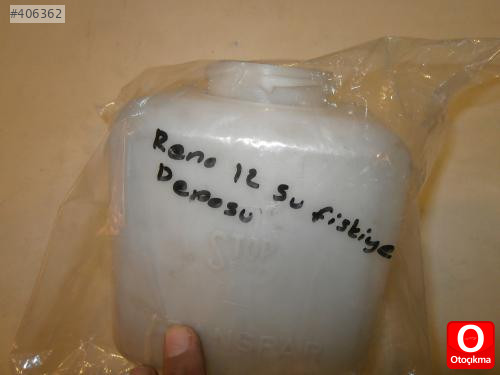 #406362
Reno 12 su fiskiye
Deposu
STOP
Otoçıkma